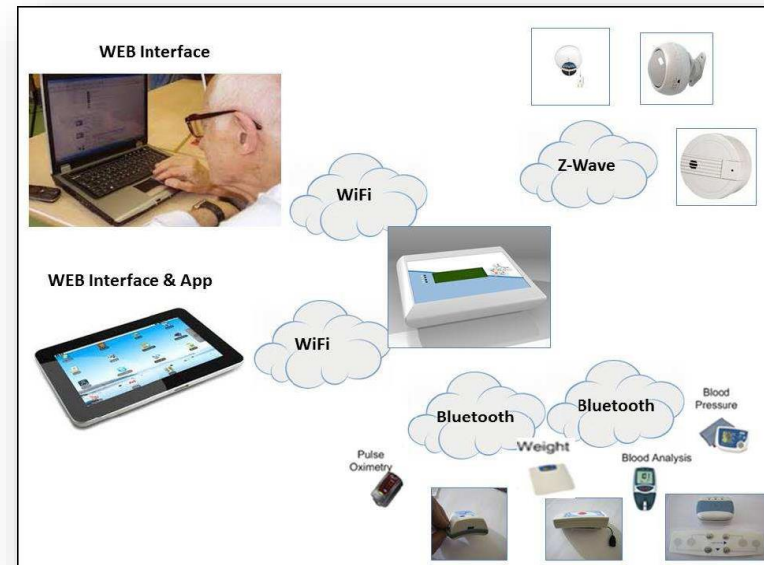 WEB Interface
Z-Wave
WiFi
WEB Interface & App
WiFi
Bluetooth
Bluetooth
Blood
Pressure
Weight
Pulse
Oximetry
Blood Analysis